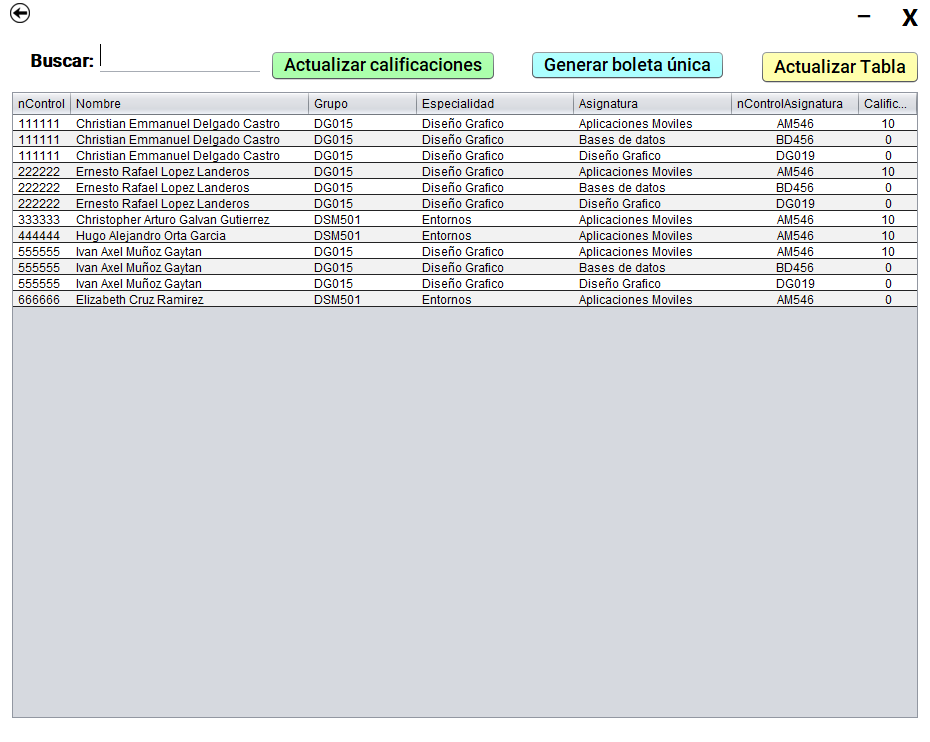 – X
Buscar: Actualizar calificaciones Generar boleta única Actualizar Tabla
nControl Nombre Grupo Especialidad Asignatura nControlAsignatura Calific...
111111 Christian Emmanuel Delgado Castro DG015 Diseño Grafico Aplicaciones Moviles AM546 10
111111 Christian Emmanuel Delgado Castro DG015 Diseño Grafico Bases de datos BD456 0
111111 Christian Emmanuel Delgado Castro DG015 Diseño Grafico Diseño Grafico DG019 0
222222 Ernesto Rafael Lopez Landeros DG015 Diseño Grafico Aplicaciones Moviles AM546 10
222222 Ernesto Rafael Lopez Landeros DG015 Diseño Grafico Bases de datos BD456 0
222222 Ernesto Rafael Lopez Landeros DG015 Diseño Grafico Diseño Grafico DG019 0
333333 Christopher Arturo Galvan Gutierrez DSM501 Entornos Aplicaciones Moviles AM546 10
444444 Hugo Alejandro Orta Garcia DSM501 Entornos Aplicaciones Moviles AM546 10
555555 Ivan Axel Muñoz Gaytan DG015 Diseño Grafico Aplicaciones Moviles AM546 10
555555 Ivan Axel Muñoz Gaytan DG015 Diseño Grafico Bases de datos BD456 0
555555 Ivan Axel Muñoz Gaytan DG015 Diseño Grafico Diseño Grafico DG019 0
666666 Elizabeth Cruz Ramirez DSM501 Entornos Aplicaciones Moviles AM546 0